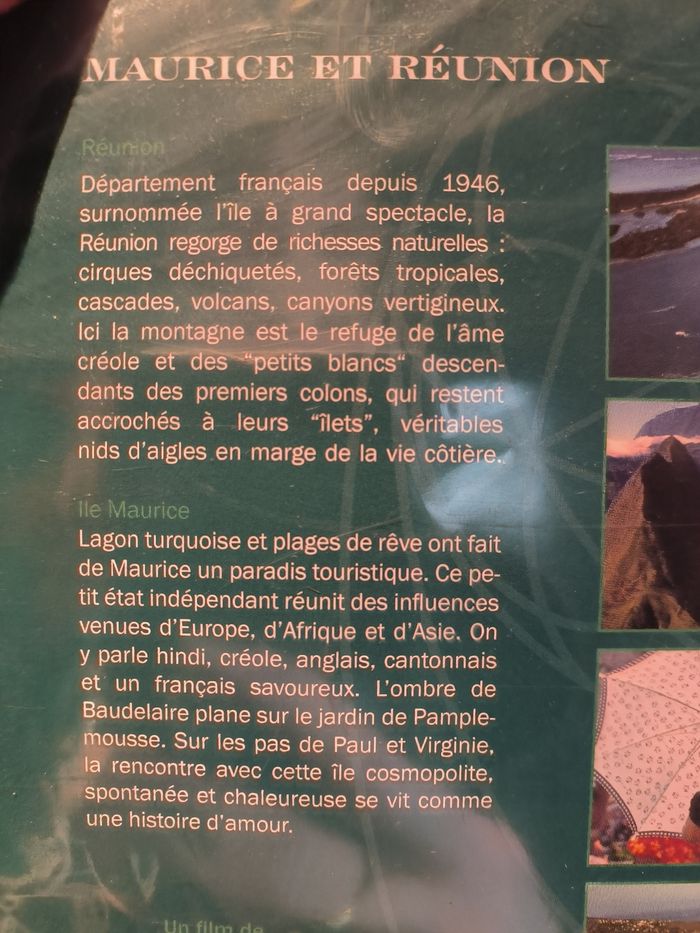 MAURICE ET RÉUNION
Réunion
Département français depuis 1946,
surnommée l'île à grand spectacle, la
Réunion regorge de richesses naturelles :
cirques déchiquetés, forêts tropicales,
cascades, volcans, canyons vertigineux.
Ici la montagne est le refuge de l'âme
créole et des "petits blancs" descen-
dants des premiers colons, qui restent
accrochés à leurs "îlets", véritables
nids d'aigles en marge de la vie côtière.
Ile Maurice
Lagon turquoise et plages de rêve ont fait
de Maurice un paradis touristique. Ce pe-
tit état indépendant réunit des influences
venues d'Europe, d'Afrique et d'Asie. On
y parle hindi, créole, anglais, cantonnais
et un français savoureux. L'ombre de
Baudelaire plane sur le jardin de Pample-
mousse. Sur les pas de Paul et Virginie,
la rencontre avec cette île cosmopolite,
spontanée et chaleureuse se vit comme
une histoire d'amour.
Un film de